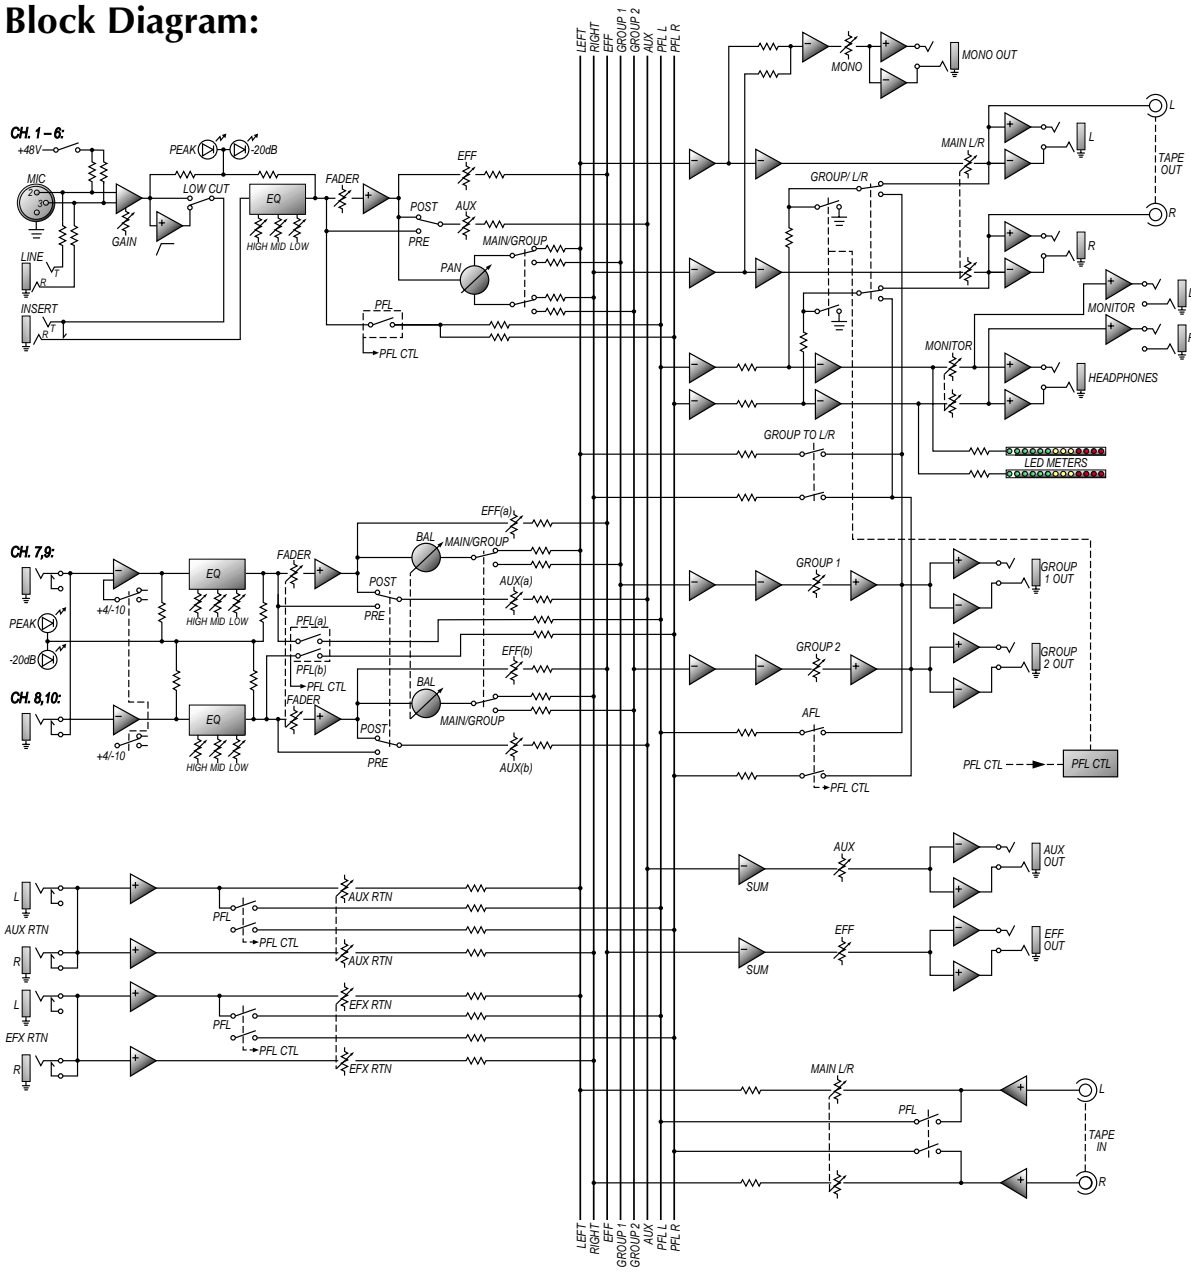 Block Diagram:
LEFT
RIGHT
EFF
GROUP 1
GROUP 2
AUX
PFL L
PFL R
CH. 1 – 6:
+48V
PEAK
-20dB
MIC
2
3
LOW CUT
GAIN
EQ
HIGH MID LOW
LINE
T
R
INSERT
T
R
FADER
EFF
AUX
POST
PRE
PAN
MAIN/GROUP
PFL
PFL CTL
MONO
MONO OUT
MAIN L/R
L
L
TAPE OUT
R
R
GROUP/ L/R
MONITOR
L
MONITOR
HEADPHONES
GROUP TO L/R
LED METERS
CH. 7,9:
+4/-10
PEAK
-20dB
EQ
HIGH MID LOW
FADER
EFF(a)
BAL
MAIN/GROUP
POST
AUX(a)
PRE
PFL(a)
PFL(b)
EFF(b)
PFL CTL
CH. 8,10:
+4/-10
EQ
HIGH MID LOW
FADER
BAL
MAIN/GROUP
POST
PRE
AUX(b)
GROUP 1
GROUP 1 OUT
GROUP 2
GROUP 2 OUT
AFL
PFL CTL
PFL CTL
PFL CTL
AUX
SUM
AUX OUT
EFF
SUM
EFF OUT
L
AUX RTN
R
PFL
PFL CTL
AUX RTN
AUX RTN
L
EFX RTN
R
PFL
PFL CTL
EFX RTN
EFX RTN
MAIN L/R
PFL
L
TAPE IN
R
LEFT
RIGHT
EFF
GROUP 1
GROUP 2
AUX
PFL L
PFL R